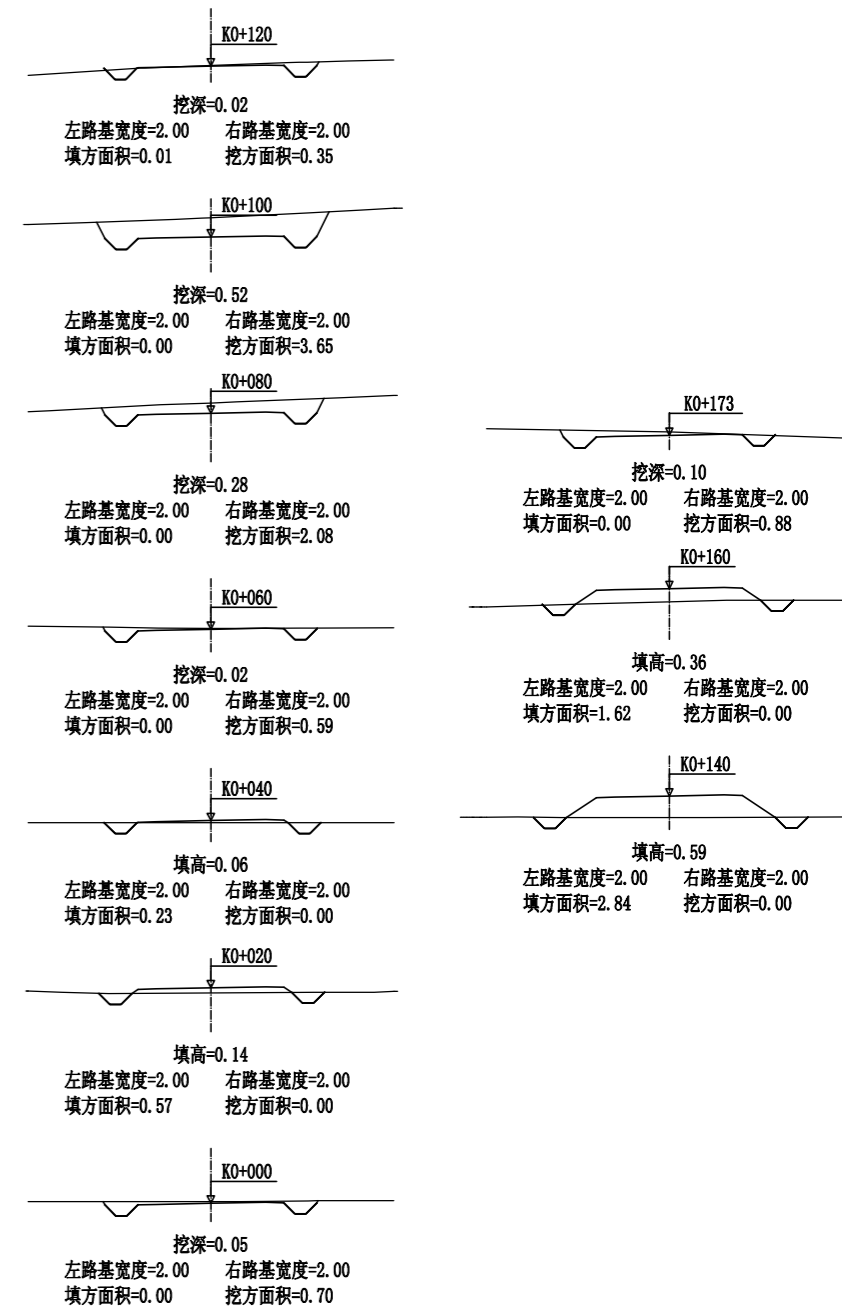 K0+120
挖深=0.02
左路基宽度=2.00 右路基宽度=2.00
填方面积=0.01 挖方面积=0.35
K0+100
挖深=0.52
左路基宽度=2.00 右路基宽度=2.00
填方面积=0.00 挖方面积=3.65
K0+080
挖深=0.28
左路基宽度=2.00 右路基宽度=2.00
填方面积=0.00 挖方面积=2.08
K0+060
挖深=0.02
左路基宽度=2.00 右路基宽度=2.00
填方面积=0.00 挖方面积=0.59
K0+040
填高=0.06
左路基宽度=2.00 右路基宽度=2.00
填方面积=0.23 挖方面积=0.00
K0+020
填高=0.14
左路基宽度=2.00 右路基宽度=2.00
填方面积=0.57 挖方面积=0.00
K0+000
挖深=0.05
左路基宽度=2.00 右路基宽度=2.00
填方面积=0.00 挖方面积=0.70
K0+173
挖深=0.10
左路基宽度=2.00 右路基宽度=2.00
填方面积=0.00 挖方面积=0.88
K0+160
填高=0.36
左路基宽度=2.00 右路基宽度=2.00
填方面积=1.62 挖方面积=0.00
K0+140
填高=0.59
左路基宽度=2.00 右路基宽度=2.00
填方面积=2.84 挖方面积=0.00